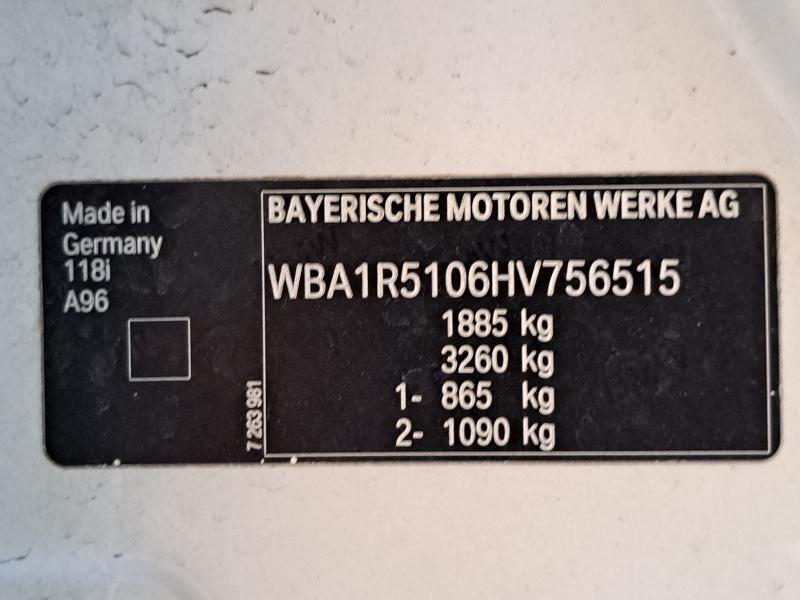 Made in
Germany
118i
A96
7 263 981
BAYERISCHE MOTOREN WERKE AG
WBA1R5106HV756515
1885 kg
3260 kg
1- 865 kg
2- 1090 kg